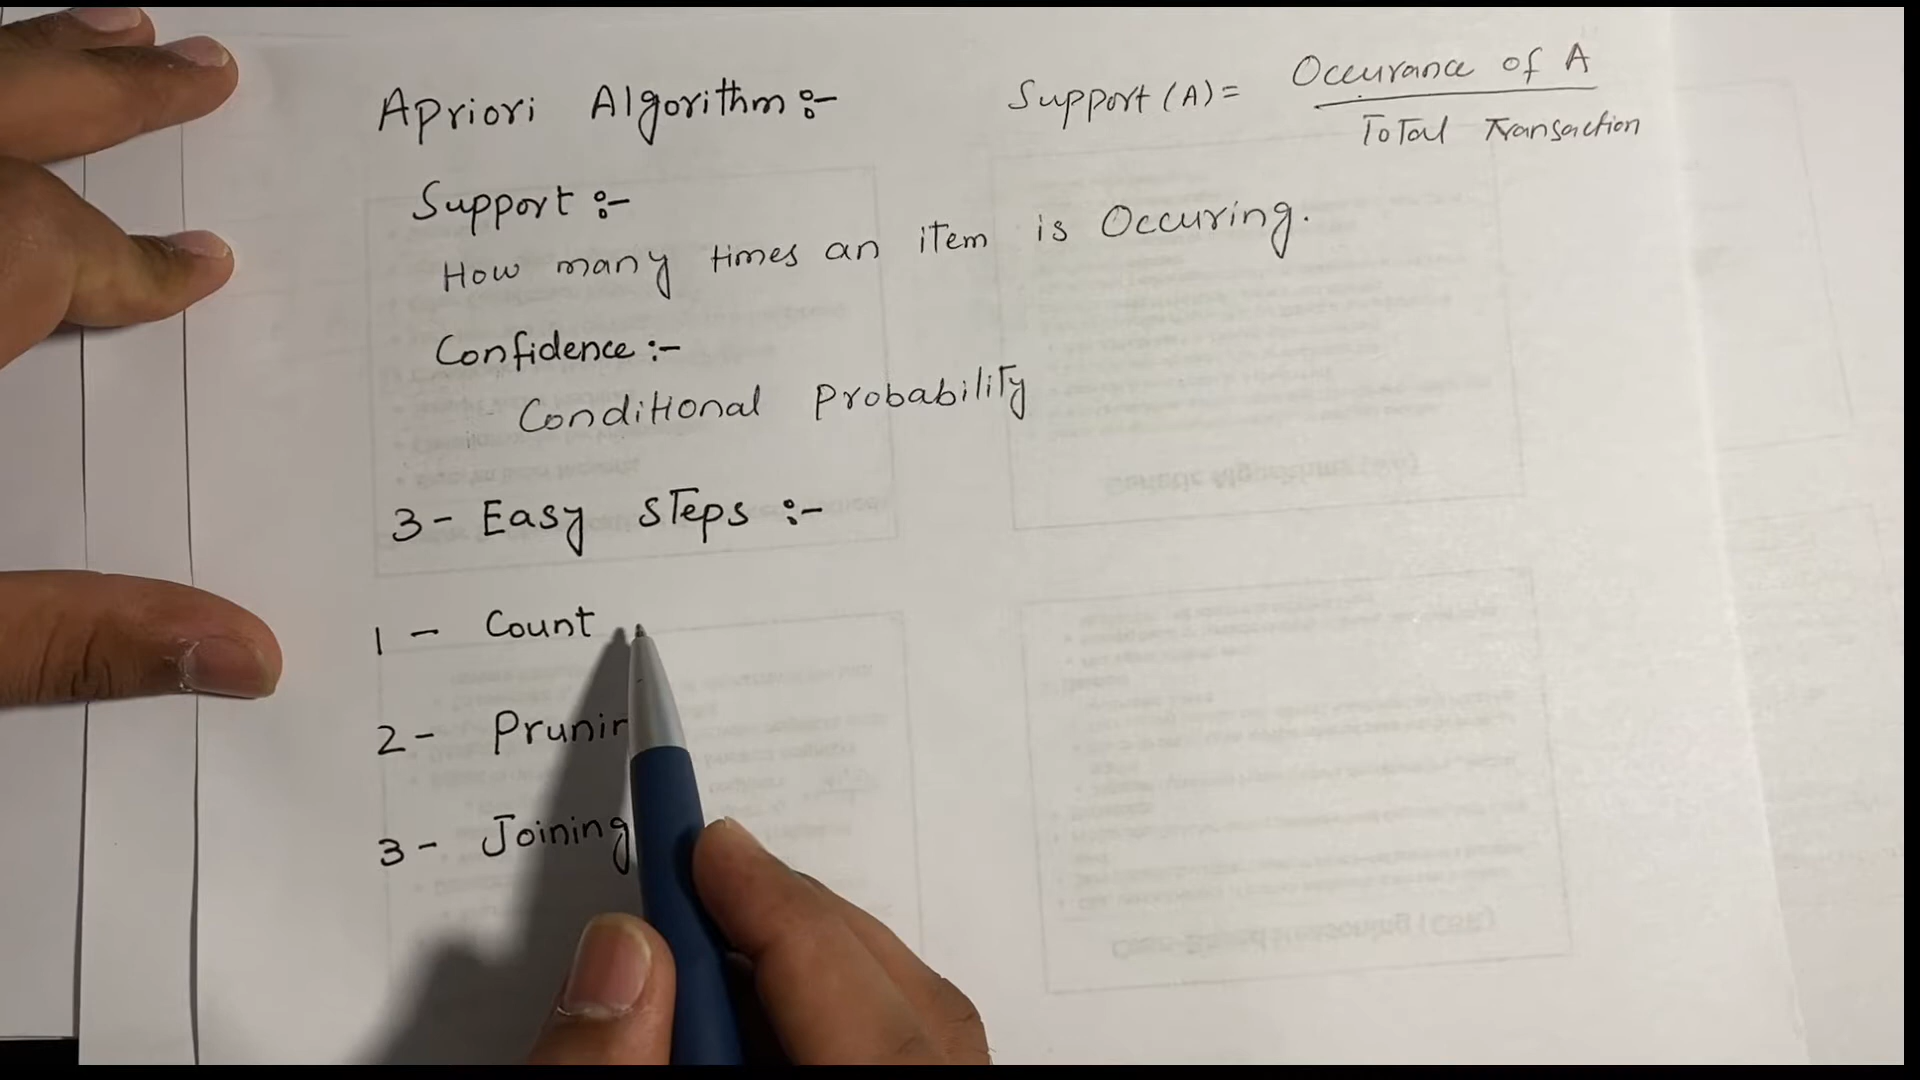 Apriori Algorithm :-
Support (A) = Occurance of A
Total Transaction
Support :-
How many times an item is Occuring.
Confidence :-
Conditional Probability
3 - Easy steps :-
1 - Count
2 - Prunin
3 - Joining